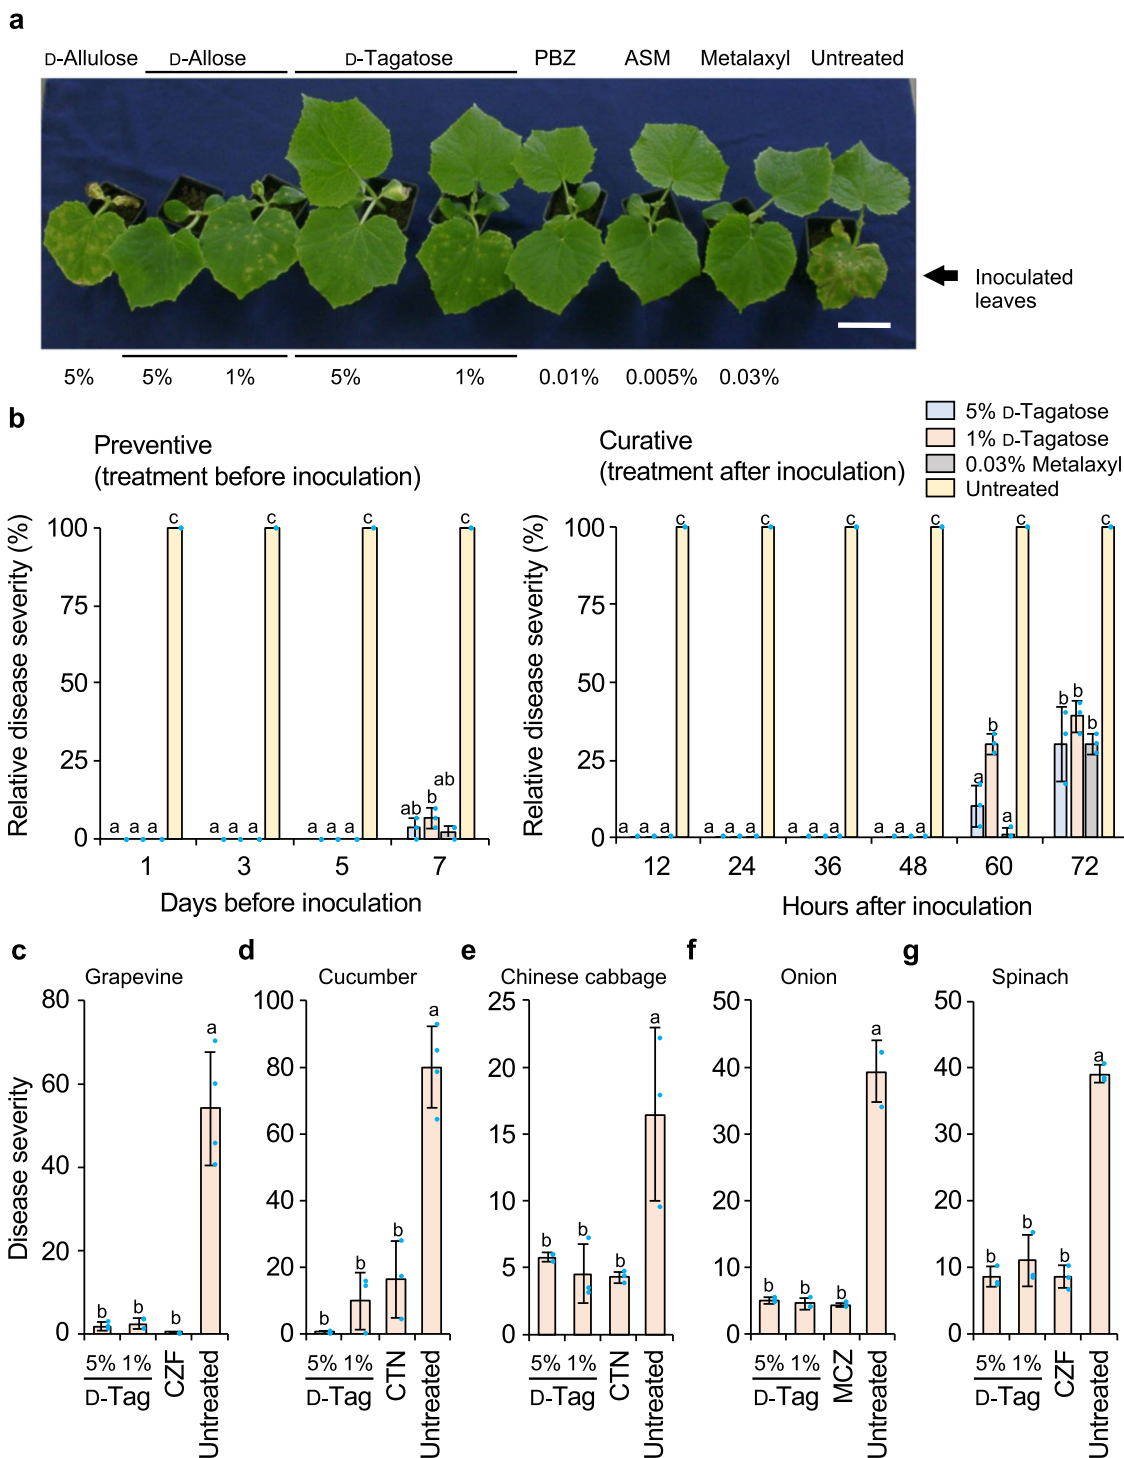 a
D-Allulose D-Allose D-Tagatose PBZ ASM Metalaxyl Untreated
Inoculated
leaves
5% 5% 1% 5% 1% 0.01% 0.005% 0.03%
b
5% D-Tagatose
1% D-Tagatose
0.03% Metalaxyl
Untreated
Preventive
(treatment before inoculation)
Relative disease severity (%)
100
75
50
25
0
c c c c
a a a a a a a a a ab b ab
1 3 5 7
Days before inoculation
Curative
(treatment after inoculation)
Relative disease severity (%)
100
75
50
25
0
c c c c c c
a a a a a a a a a a a a a b a b b b
12 24 36 48 60 72
Hours after inoculation
c
Grapevine
Disease severity
80
60
40
20
0
b b b a
5% 1%
D-Tag
CZF
Untreated
d
Cucumber
100
80
60
40
20
0
b b b a
5% 1%
D-Tag
CTN
Untreated
e
Chinese cabbage
25
20
15
10
5
0
b b b a
5% 1%
D-Tag
CTN
Untreated
f
Onion
50
40
30
20
10
0
b b b a
5% 1%
D-Tag
MCZ
Untreated
g
Spinach
50
40
30
20
10
0
b b b a
5% 1%
D-Tag
CZF
Untreated